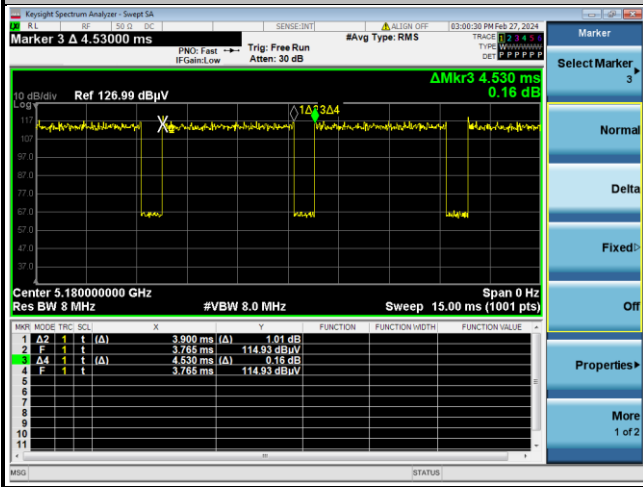 Keysight Spectrum Analyzer - Swept SA
RL RF 50 Ω DC SENSE:INT ALIGN OFF 03:00:30 PM Feb 27, 2024
Marker 3 Δ 4.53000 ms #Avg Type: RMS TRACE 1 2 3 4 5 6
PNO: Fast Trig: Free Run TYPE WWWWWW
IFGain:Low Atten: 30 dB DET P P P P P P
ΔMkr3 4.530 ms
0.16 dB
10 dB/div Ref 126.99 dBµV
Log
117
107
97.0
87.0
77.0
67.0
57.0
47.0
37.0
1Δ2 3Δ4
Center 5.180000000 GHz Span 0 Hz
Res BW 8 MHz #VBW 8.0 MHz Sweep 15.00 ms (1001 pts)
MKR MODE TRC SCL X Y FUNCTION FUNCTION WIDTH FUNCTION VALUE
1 Δ2 1 t (Δ) 3.900 ms (Δ) 1.01 dB
2 F 1 t 3.765 ms 114.93 dBµV
3 Δ4 1 t (Δ) 4.530 ms (Δ) 0.16 dB
4 F 1 t 3.765 ms 114.93 dBµV
5
6
7
8
9
10
11
MSG STATUS
Marker
Select Marker
3
Normal
Delta
Fixed
Off
Properties
More
1 of 2